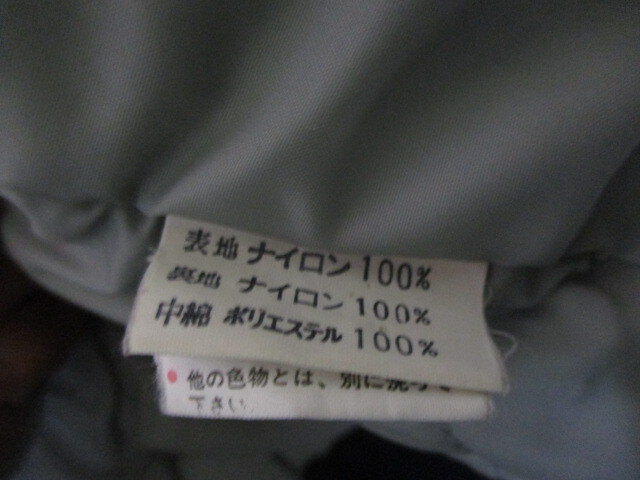 表地 ナイロン 100%
裏地 ナイロン 100%
中綿 ポリエステル 100%
● 他の色物とは、別に洗って
下さい。